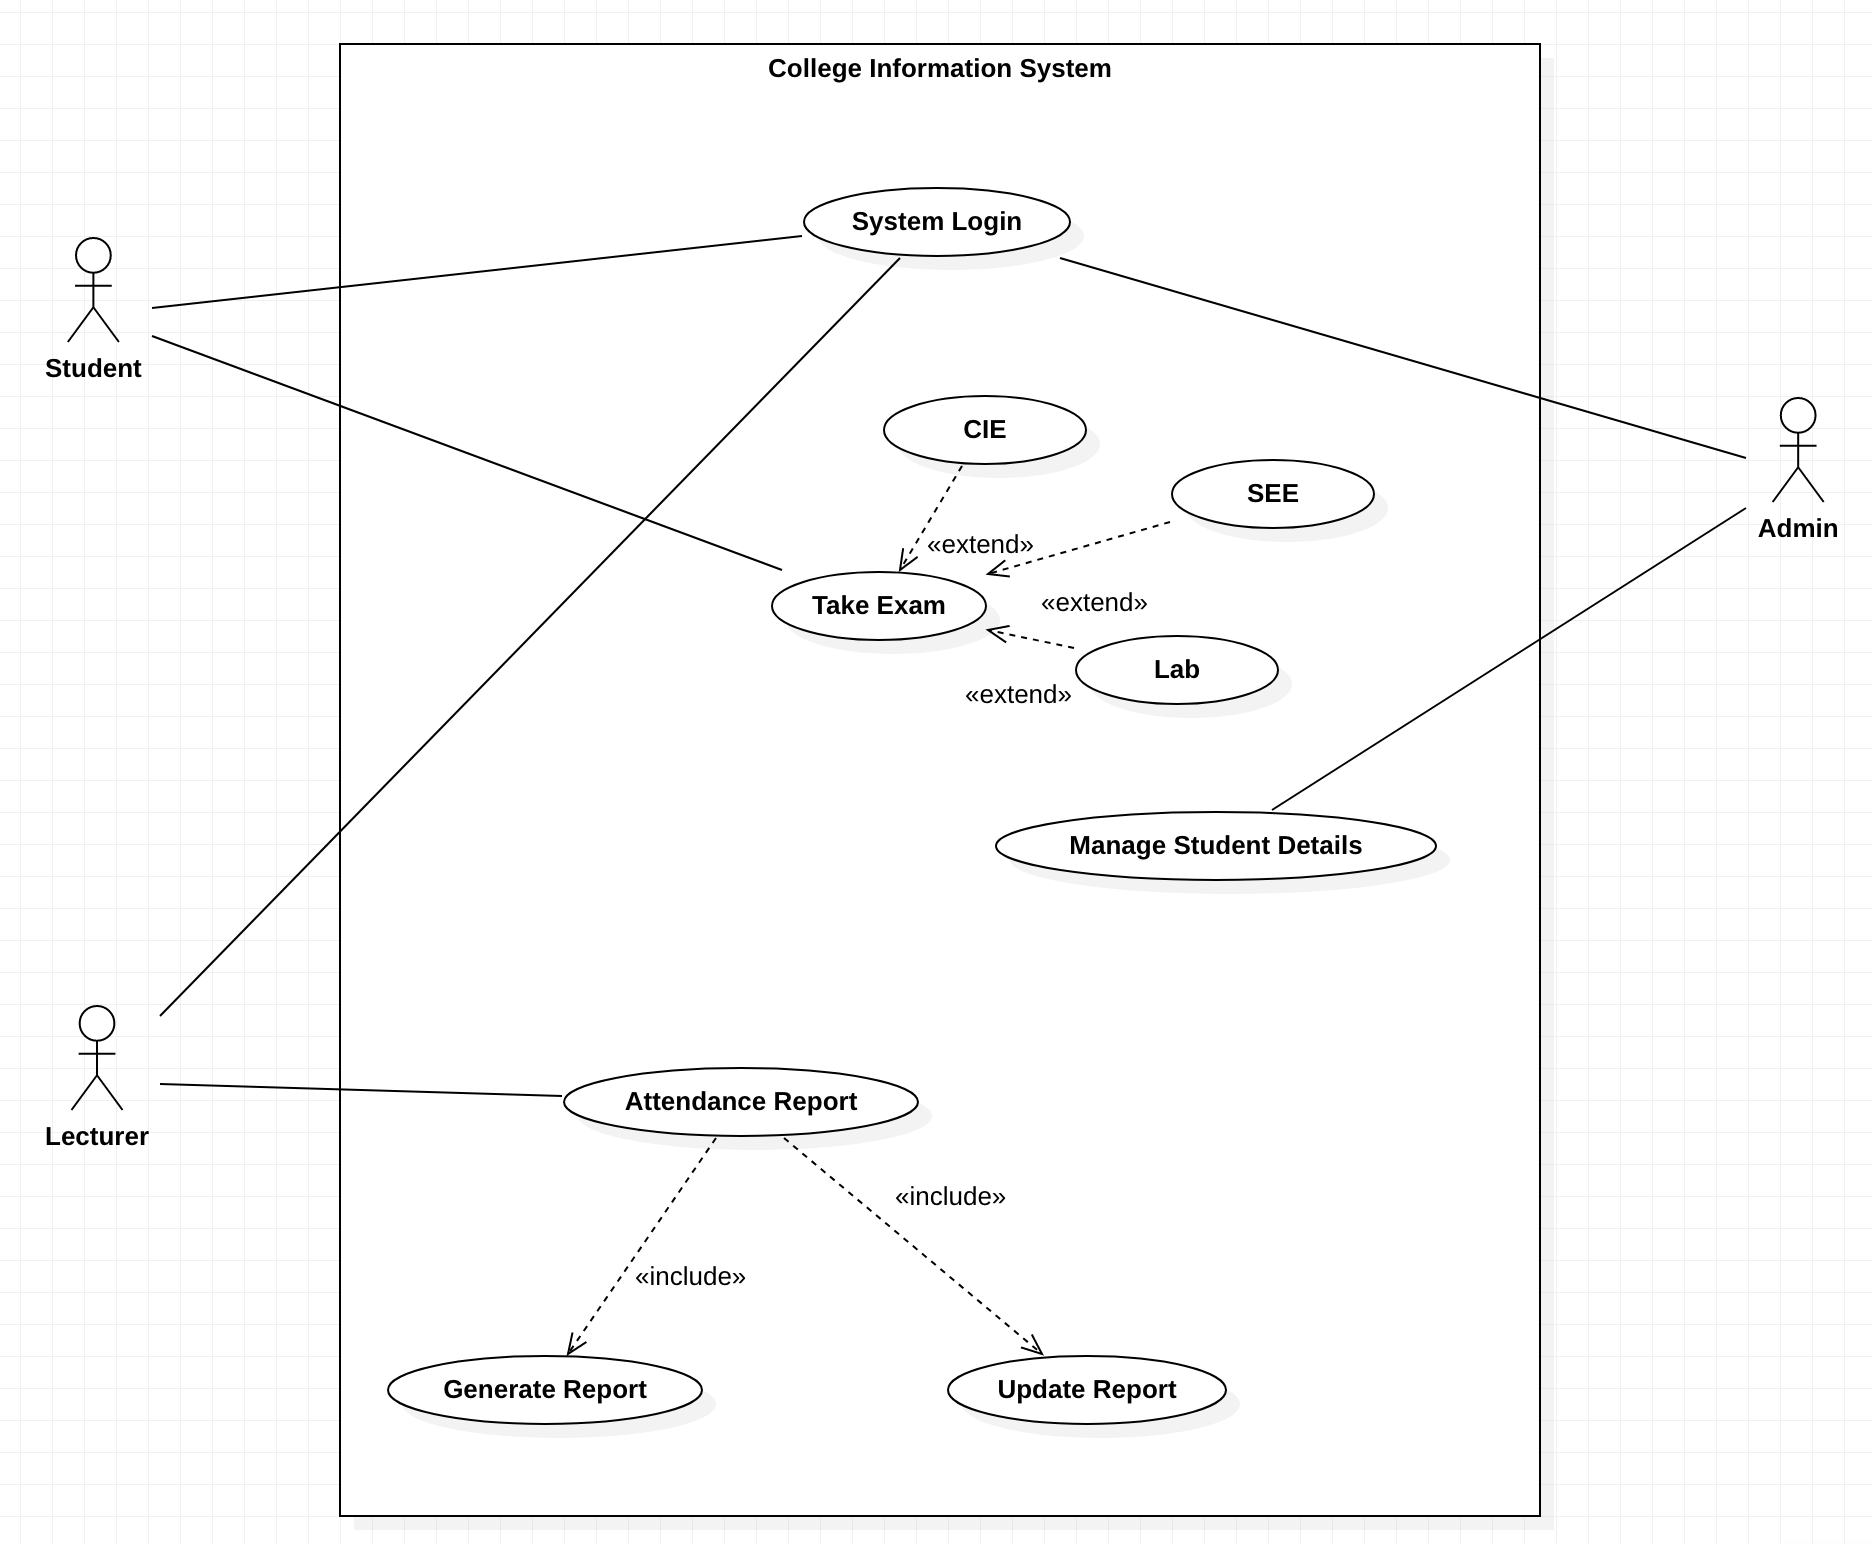 College Information System
System Login
Student
CIE
SEE
Admin
«extend»
Take Exam
«extend»
Lab
«extend»
Manage Student Details
Attendance Report
Lecturer
«include»
«include»
Generate Report
Update Report